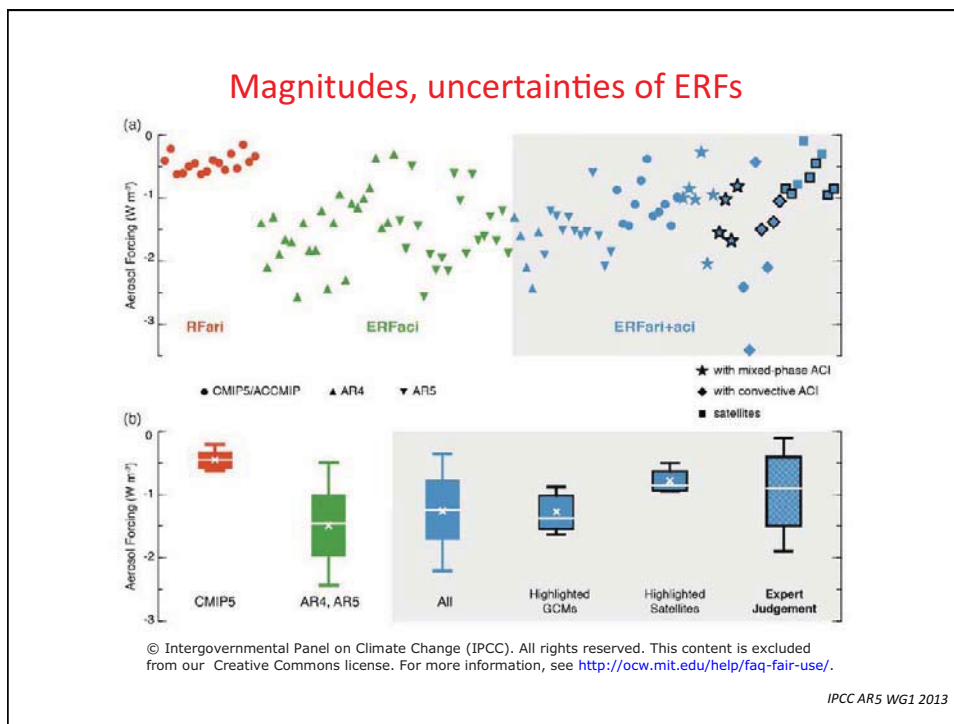 Magnitudes, uncertainties of ERFs
(a)
0
-1
-2
-3
Aerosol Forcing (W m⁻²)
RFari
ERFaci
ERFari+aci
● CMIP5/ACCMIP ▲ AR4 ▼ AR5
★ with mixed-phase ACI
◆ with convective ACI
■ satellites
(b)
0
-1
-2
-3
Aerosol Forcing (W m⁻²)
CMIP5
AR4, AR5
All
Highlighted
GCMs
Highlighted
Satellites
Expert
Judgement
© Intergovernmental Panel on Climate Change (IPCC). All rights reserved. This content is excluded
from our Creative Commons license. For more information, see http://ocw.mit.edu/help/faq-fair-use/.
IPCC AR5 WG1 2013